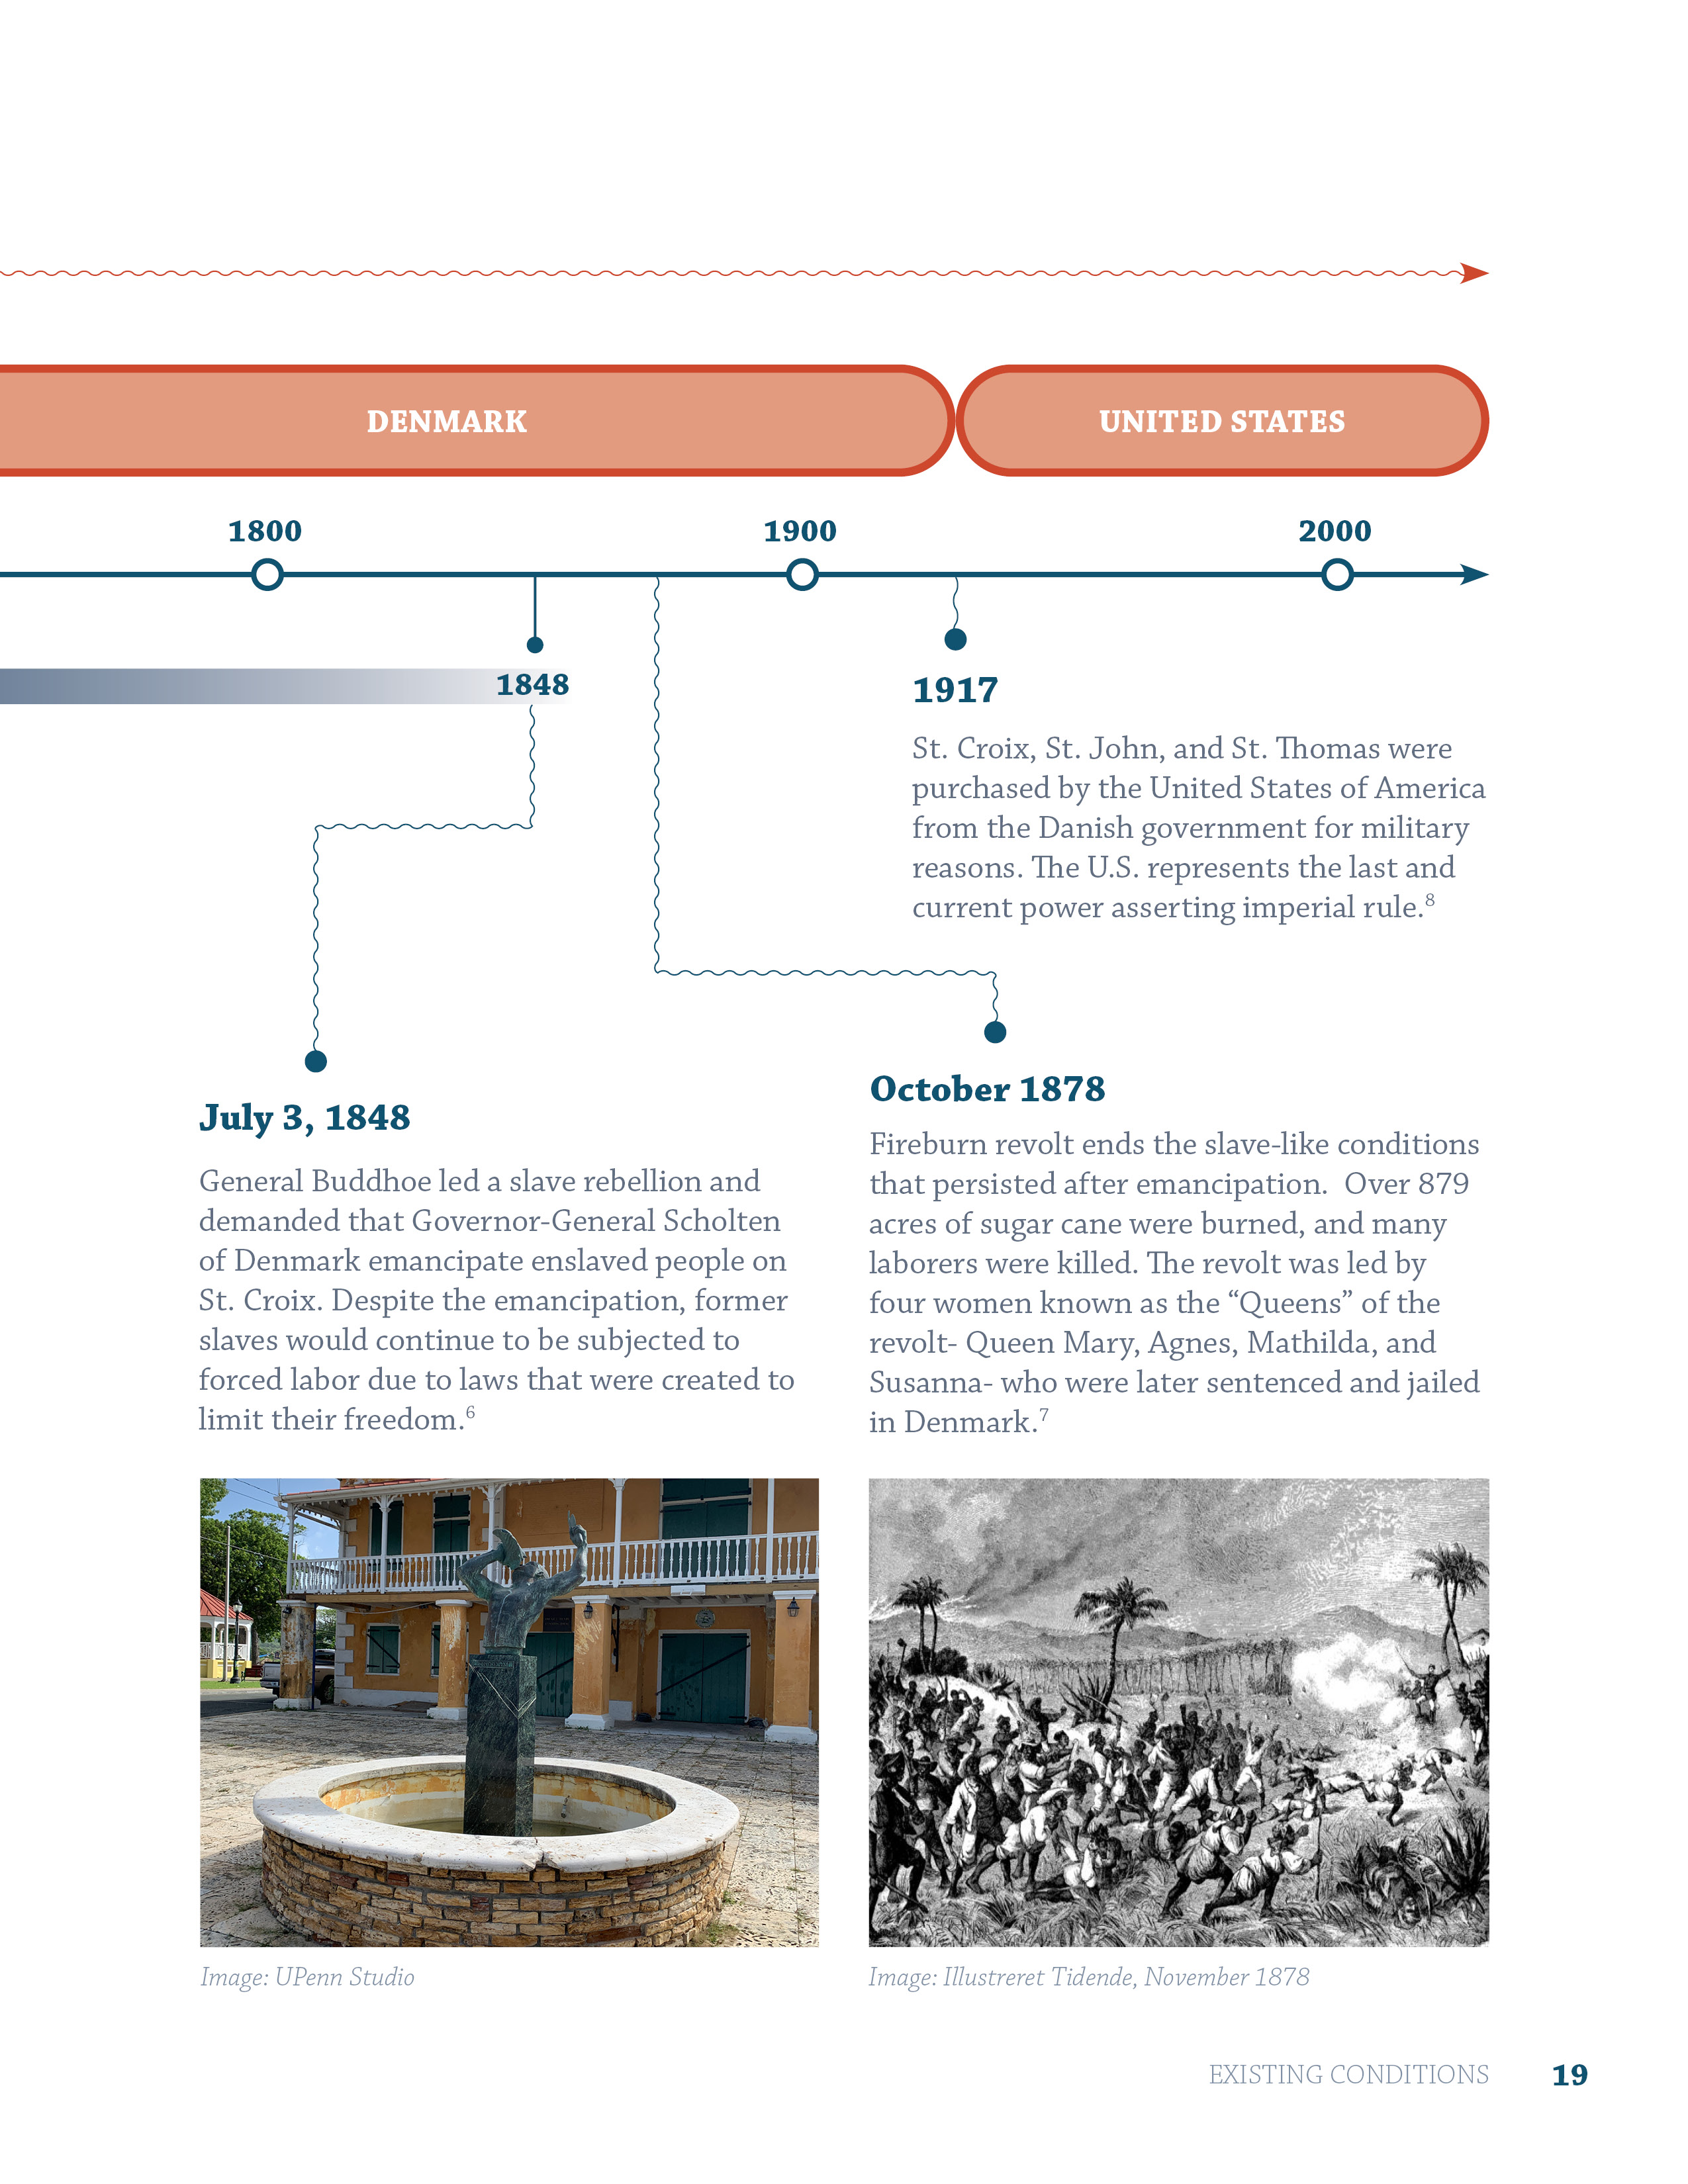 DENMARK
UNITED STATES
1800
1900
2000
1848
1917
St. Croix, St. John, and St. Thomas were
purchased by the United States of America
from the Danish government for military
reasons. The U.S. represents the last and
current power asserting imperial rule.8
July 3, 1848
General Buddhoe led a slave rebellion and
demanded that Governor-General Scholten
of Denmark emancipate enslaved people on
St. Croix. Despite the emancipation, former
slaves would continue to be subjected to
forced labor due to laws that were created to
limit their freedom.6
October 1878
Fireburn revolt ends the slave-like conditions
that persisted after emancipation.  Over 879
acres of sugar cane were burned, and many
laborers were killed. The revolt was led by
four women known as the “Queens” of the
revolt- Queen Mary, Agnes, Mathilda, and
Susanna- who were later sentenced and jailed
in Denmark.7
Image: UPenn Studio
Image: Illustreret Tidende, November 1878
EXISTING CONDITIONS
19